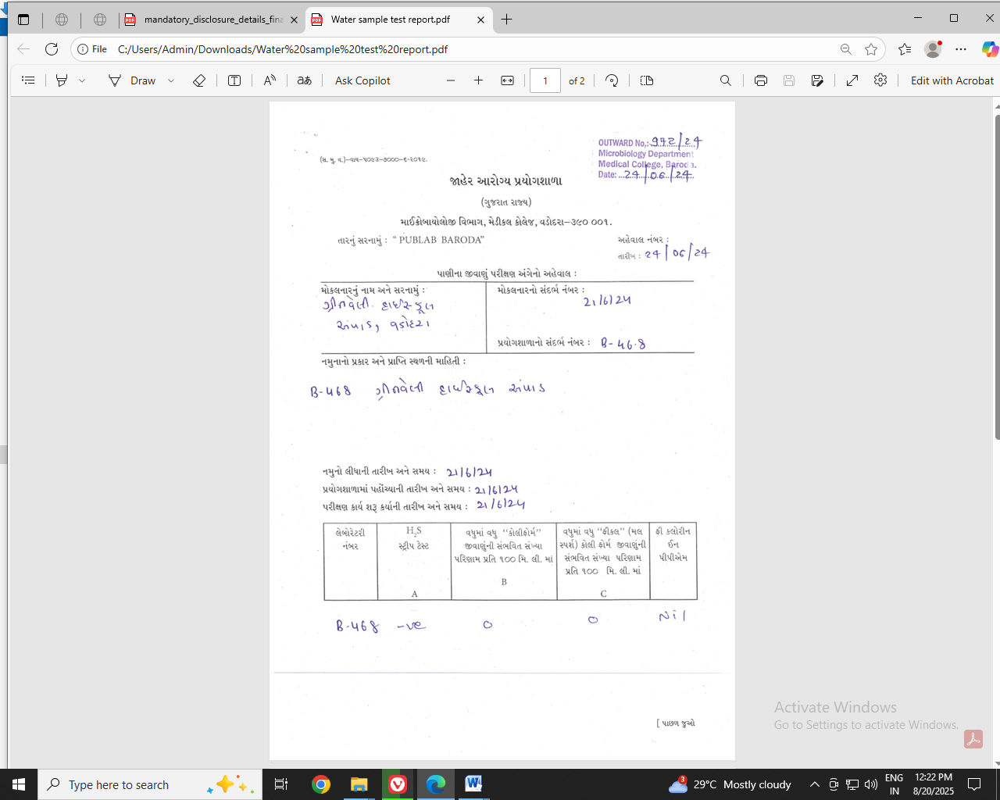 mandatory_disclosure_details_fina
Water sample test report.pdf
File C:/Users/Admin/Downloads/Water%20sample%20test%20report.pdf
Draw
aあ
Ask Copilot
1 of 2
Edit with Acrobat
OUTWARD No.: 972/24
Microbiology Department
Medical College, Baroda.
Date: 24/06/24
(સ. મુ. વ.)-વાય-૫૦૯૩-૭૦૦૦-૬-૨૦૧૯.
જાહેર આરોગ્ય પ્રયોગશાળા
(ગુજરાત રાજ્ય)
માઈક્રોબાયોલોજી વિભાગ, મેડીકલ કોલેજ, વડોદરા-૩૯૦ ૦૦૧.
તારનું સરનામું : “PUBLAB BARODA”
અહેવાલ નંબર :
તારીખ : 24/06/24
પાણીના જીવાણું પરીક્ષણ અંગેનો અહેવાલ :
મોકલનારનું નામ અને સરનામું :
ગ્રીનવેલી હાઈસ્કૂલ
અંપાડ, વડોદરા
મોકલનારનો સંદર્ભ નંબર :
21/6/24
પ્રયોગશાળાનો સંદર્ભ નંબર : B-468
નમુનાનો પ્રકાર અને પ્રાપ્તિ સ્થળની માહિતી :
B-468 ગ્રીનવેલી હાઈસ્કૂલ અંપાડ
નમુનો લીધાની તારીખ અને સમય : 21/6/24
પ્રયોગશાળામાં પહોંચ્યાની તારીખ અને સમય : 21/6/24
પરીક્ષણ કાર્ય શરૂ કર્યાની તારીખ અને સમય : 21/6/24
લેબોરેટરી
નંબર
H₂S
સ્ટ્રીપ ટેસ્ટ
A
વધુમાં વધુ “કોલીફોર્મ”
જીવાણુંની સંભવિત સંખ્યા
પરિણામ પ્રતિ ૧૦૦ મિ. લી. માં
B
વધુમાં વધુ “ફીકલ” (મલ
સ્પર્શ) કોલી ફોર્મ જીવાણુંની
સંભવિત સંખ્યા પરિણામ
પ્રતિ ૧૦૦ મિ. લી. માં
C
ફ્રી કલોરીન
ઈન
પીપીએમ
B-468 -ve 0 0 Nil
[ પાછળ જુઓ
Activate Windows
Go to Settings to activate Windows.
Type here to search
3
29°C Mostly cloudy
ENG
IN
12:22 PM
8/20/2025